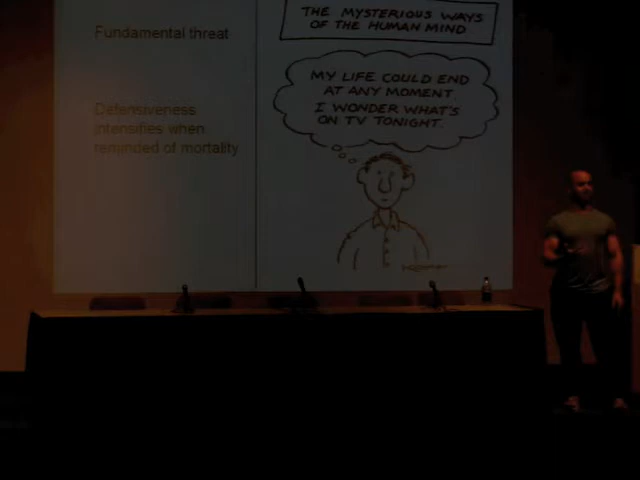 Fundamental threat
Defensiveness
intensifies when
reminded of mortality
THE MYSTERIOUS WAYS
OF THE HUMAN MIND
MY LIFE COULD END
AT ANY MOMENT.
I WONDER WHAT'S
ON TV TONIGHT.